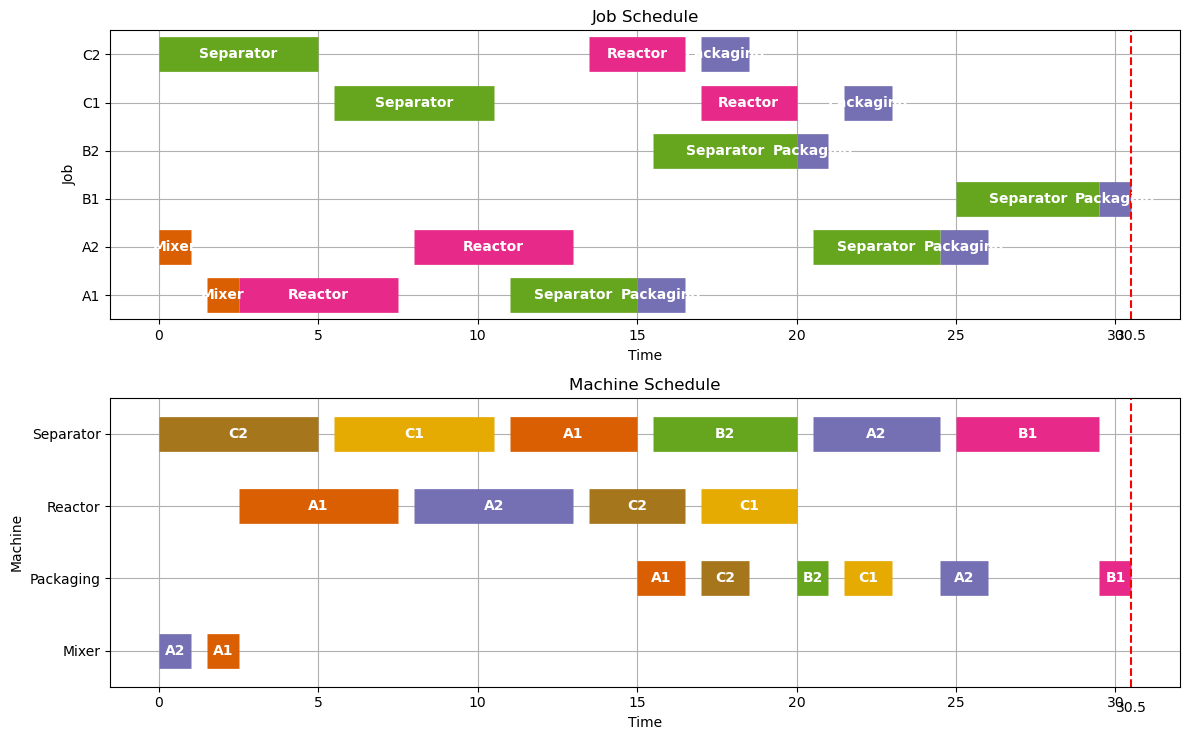 Job Schedule
C2 Separator Reactor Packaging
C1 Separator Reactor Packaging
B2 Separator Packaging
B1 Separator Packaging
A2 Mixer Reactor Separator Packaging
A1 Mixer Reactor Separator Packaging
Job
0 5 10 15 20 25 30 30.5
Time
Machine Schedule
Separator C2 C1 A1 B2 A2 B1
Reactor A1 A2 C2 C1
Packaging A1 C2 B2 C1 A2 B1
Mixer A2 A1
Machine
0 5 10 15 20 25 30 30.5
Time